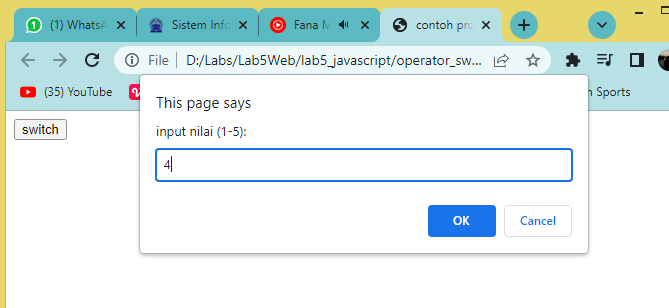 (1) WhatsA
Sistem Info
Fana M
contoh pro
File
D:/Labs/Lab5Web/lab5_javascript/operator_sw...
(35) YouTube
n Sports
switch
This page says
input nilai (1-5):
4
OK
Cancel